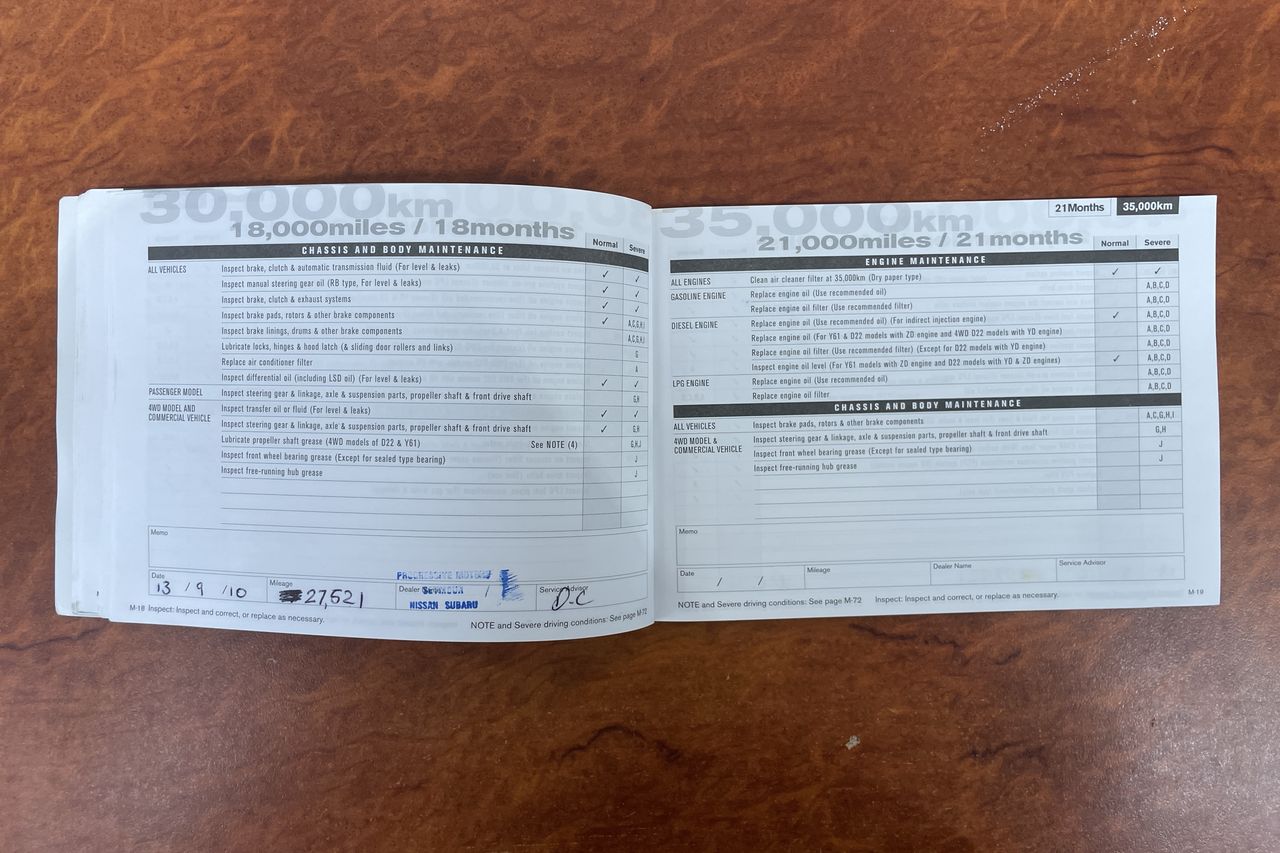 30,000km
18,000miles / 18months
Normal Severe
CHASSIS AND BODY MAINTENANCE
ALL VEHICLES Inspect brake, clutch & automatic transmission fluid (For level & leaks) ✓ ✓
Inspect manual steering gear oil (RB type, For level & leaks) ✓ ✓
Inspect brake, clutch & exhaust systems ✓ ✓
Inspect brake pads, rotors & other brake components ✓ A,C,G,H,I
Inspect brake linings, drums & other brake components A,C,G,H,I
Lubricate locks, hinges & hood latch (& sliding door rollers and links) G
Replace air conditioner filter A
Inspect differential oil (including LSD oil) (For level & leaks) ✓ ✓
PASSENGER MODEL Inspect steering gear & linkage, axle & suspension parts, propeller shaft & front drive shaft G,H
4WD MODEL AND Inspect transfer oil or fluid (For level & leaks) ✓ ✓
COMMERCIAL VEHICLE Inspect steering gear & linkage, axle & suspension parts, propeller shaft & front drive shaft ✓ G,H
Lubricate propeller shaft grease (4WD models of D22 & Y61) See NOTE (4) G,H,J
Inspect front wheel bearing grease (Except for sealed type bearing) J
Inspect free-running hub grease J
Memo
Date 13 / 9 / 10 Mileage 27,521 Dealer Service Advisor D-C
PROGRESSIVE MOTORS
NISSAN SUBARU
M-18 Inspect: Inspect and correct, or replace as necessary.
NOTE and Severe driving conditions: See page M-72
21Months 35,000km
35,000km
21,000miles / 21months
Normal Severe
ENGINE MAINTENANCE
ALL ENGINES Clean air cleaner filter at 35,000km (Dry paper type) ✓ ✓
GASOLINE ENGINE Replace engine oil (Use recommended oil) A,B,C,D
Replace engine oil filter (Use recommended filter) A,B,C,D
DIESEL ENGINE Replace engine oil (Use recommended oil) (For indirect injection engine) ✓ A,B,C,D
Replace engine oil (For Y61 & D22 models with ZD engine and 4WD D22 models with YD engine) A,B,C,D
Replace engine oil filter (Use recommended filter) (Except for D22 models with YD engine) A,B,C,D
Inspect engine oil level (For Y61 models with ZD engine and D22 models with YD & ZD engines) ✓ A,B,C,D
LPG ENGINE Replace engine oil (Use recommended oil) A,B,C,D
Replace engine oil filter A,B,C,D
CHASSIS AND BODY MAINTENANCE
ALL VEHICLES Inspect brake pads, rotors & other brake components A,C,G,H,I
4WD MODEL & Inspect steering gear & linkage, axle & suspension parts, propeller shaft & front drive shaft G,H
COMMERCIAL VEHICLE Inspect front wheel bearing grease (Except for sealed type bearing) J
Inspect free-running hub grease
Memo
Date / / Mileage Dealer Name Service Advisor
NOTE and Severe driving conditions: See page M-72 Inspect: Inspect and correct, or replace as necessary.
M-19